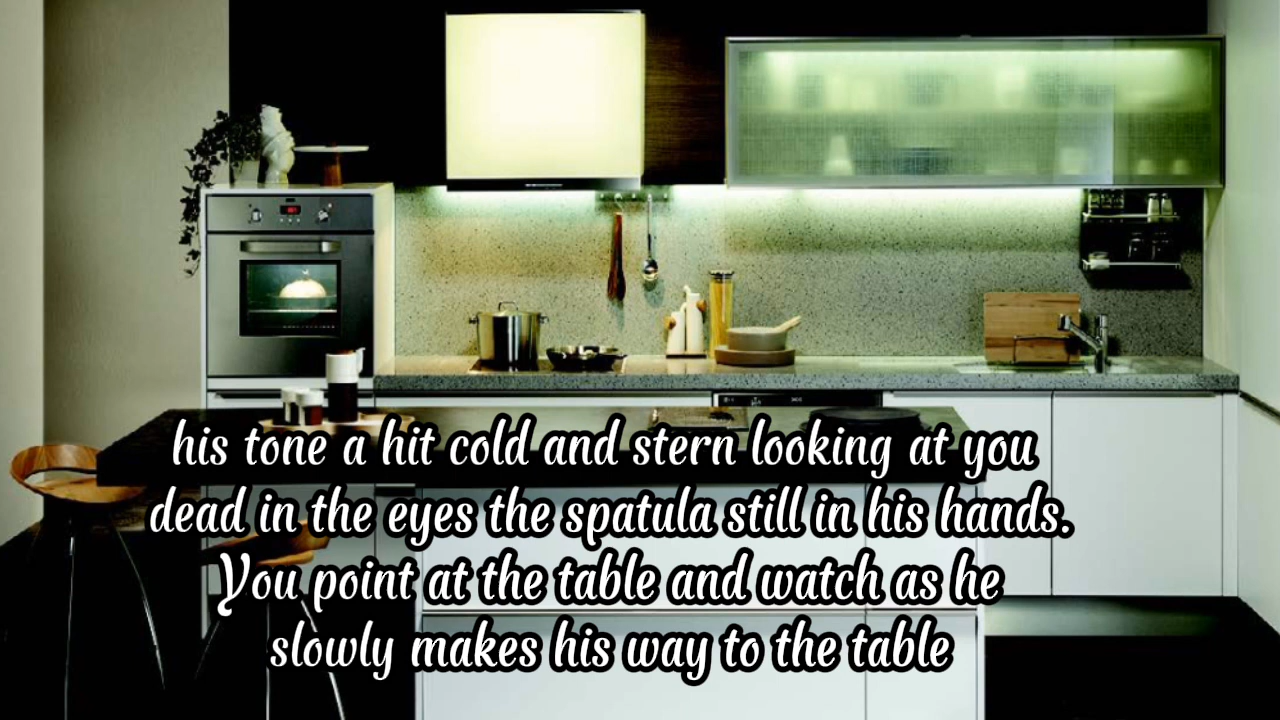 his tone a hit cold and stern looking at you
dead in the eyes the spatula still in his hands.
You point at the table and watch as he
slowly makes his way to the table